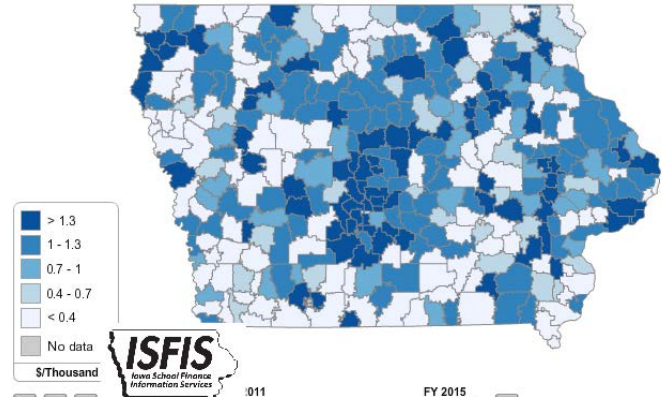 > 1.3
1 - 1.3
0.7 - 1
0.4 - 0.7
< 0.4
No data
$/Thousand
ISFIS
Iowa School Finance
Information Services
2011
FY 2015